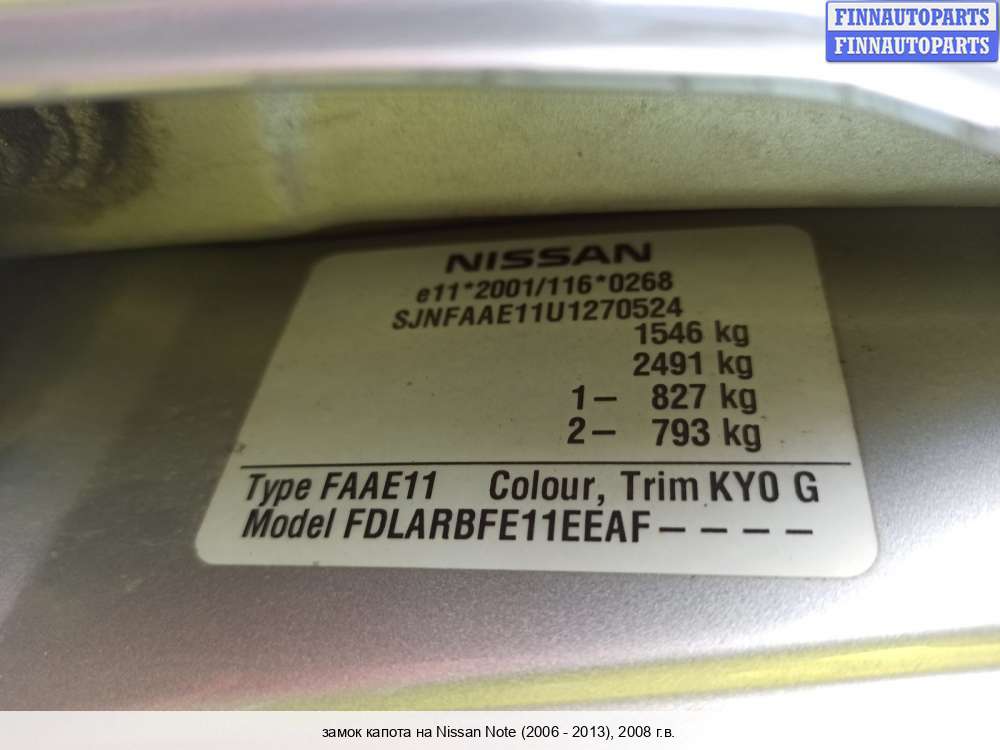 FINNAUTOPARTS
FINNAUTOPARTS
NISSAN
e11*2001/116*0268
SJNFAAE11U1270524
1546 kg
2491 kg
1– 827 kg
2– 793 kg
Type FAAE11 Colour, Trim KY0 G
Model FDLARBFE11EEAF––––
замок капота на Nissan Note (2006 - 2013), 2008 г.в.